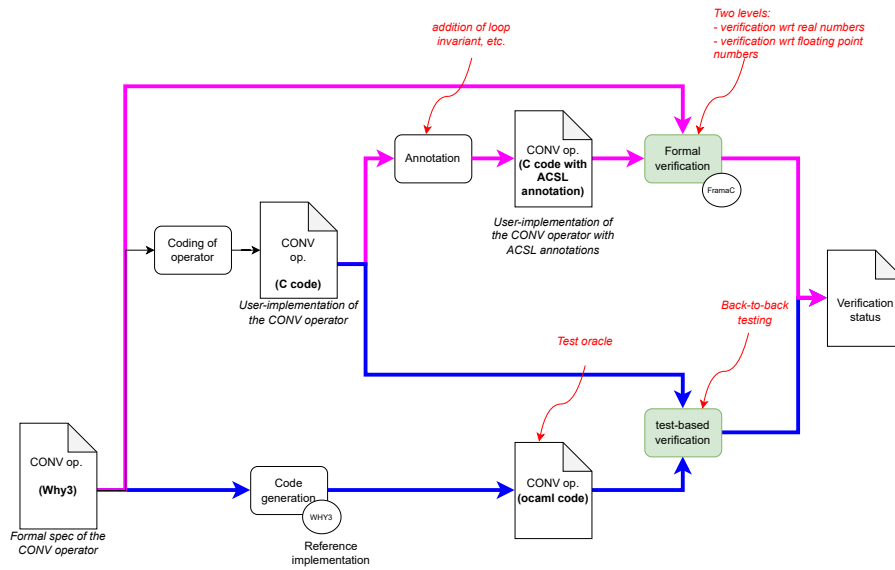 addition of loop
invariant, etc.
Two levels:
- verification wrt real numbers
- verification wrt floating point
numbers
Annotation
CONV op.
(C code with
ACSL
annotation)
User-implementation of
the CONV operator with
ACSL annotations
Formal
verification
FramaC
Coding of
operator
CONV
op.
(C code)
User-implementation of
the CONV operator
Verification
status
Back-to-back
testing
Test oracle
test-based
verification
CONV op.
(Why3)
Formal spec of the
CONV operator
Code
generation
WHY3
Reference
implementation
CONV op.
(ocaml code)